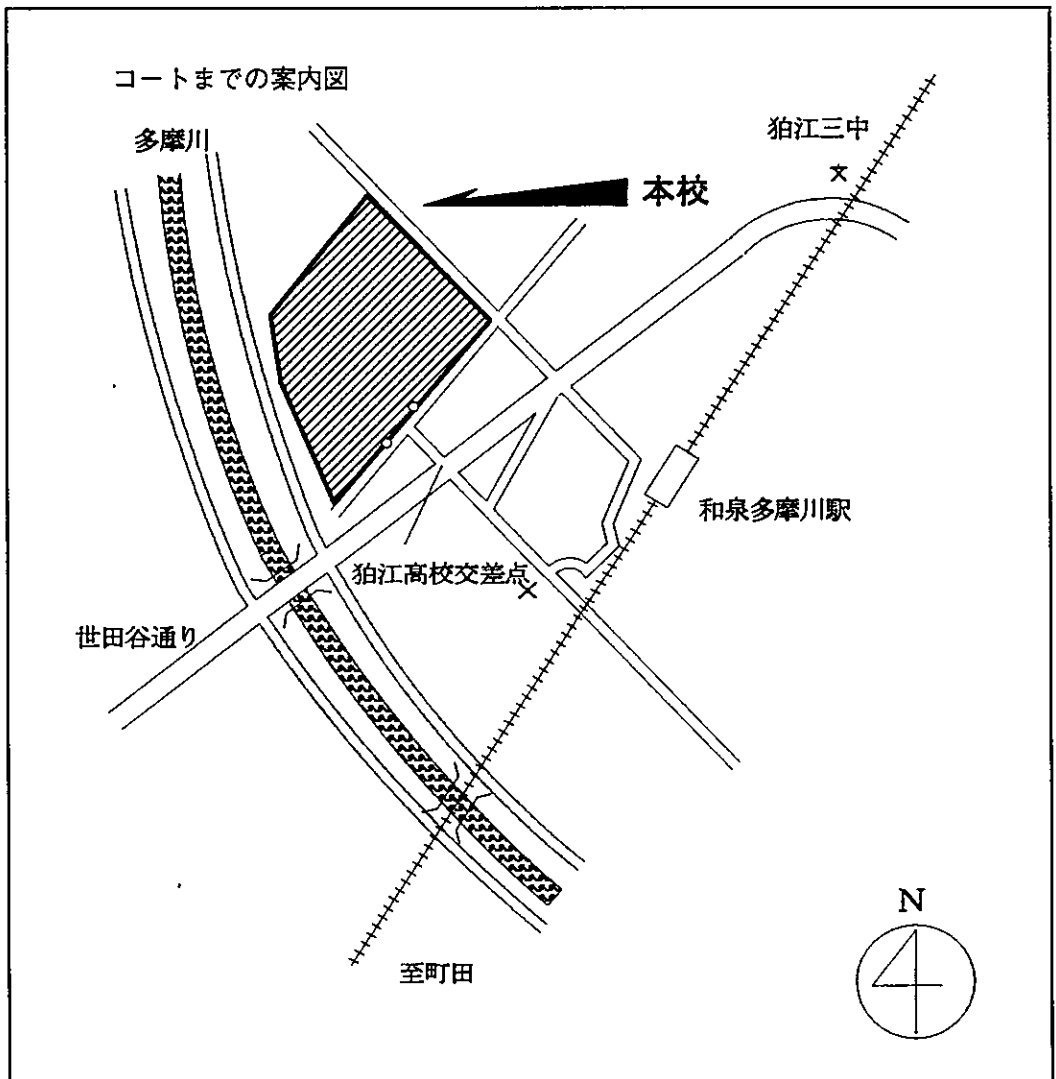 コートまでの案内図
多摩川
狛江三中
本校
和泉多摩川駅
狛江高校交差点
世田谷通り
至町田
N